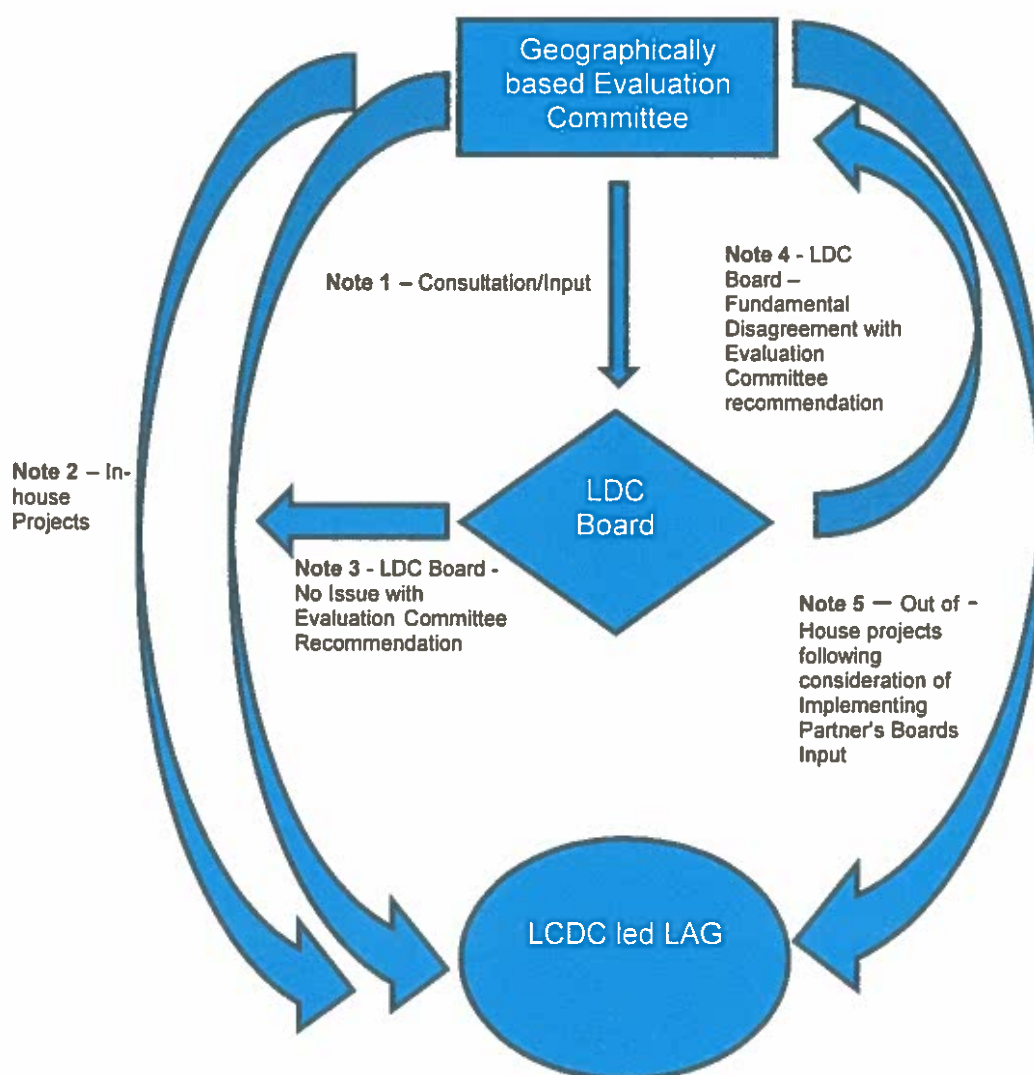 Geographically
based Evaluation
Committee
Note 1 – Consultation/Input
Note 4 - LDC
Board –
Fundamental
Disagreement with
Evaluation
Committee
recommendation
LDC
Board
Note 2 – In-
house
Projects
Note 3 - LDC Board -
No Issue with
Evaluation Committee
Recommendation
Note 5 — Out of -
House projects
following
consideration of
Implementing
Partner's Boards
Input
LCDC led LAG